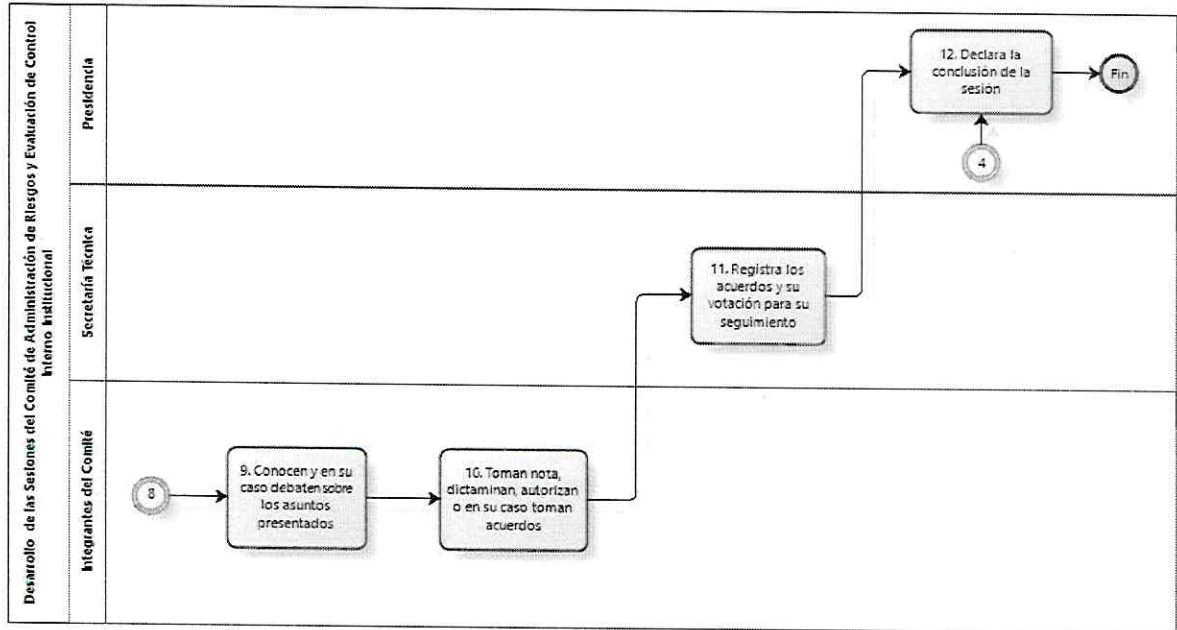 Desarrollo de las Sesiones del Comité de Administración de Riesgos y Evaluación de Control
Interno Institucional
Presidencia
12. Declara la
conclusión de la
sesión
Fin
4
Secretaría Técnica
11. Registra los
acuerdos y su
votación para su
seguimiento
Integrantes del Comité
8
9. Conocen y en su
caso debaten sobre
los asuntos
presentados
10. Toman nota,
dictaminan, autorizan
o en su caso toman
acuerdos